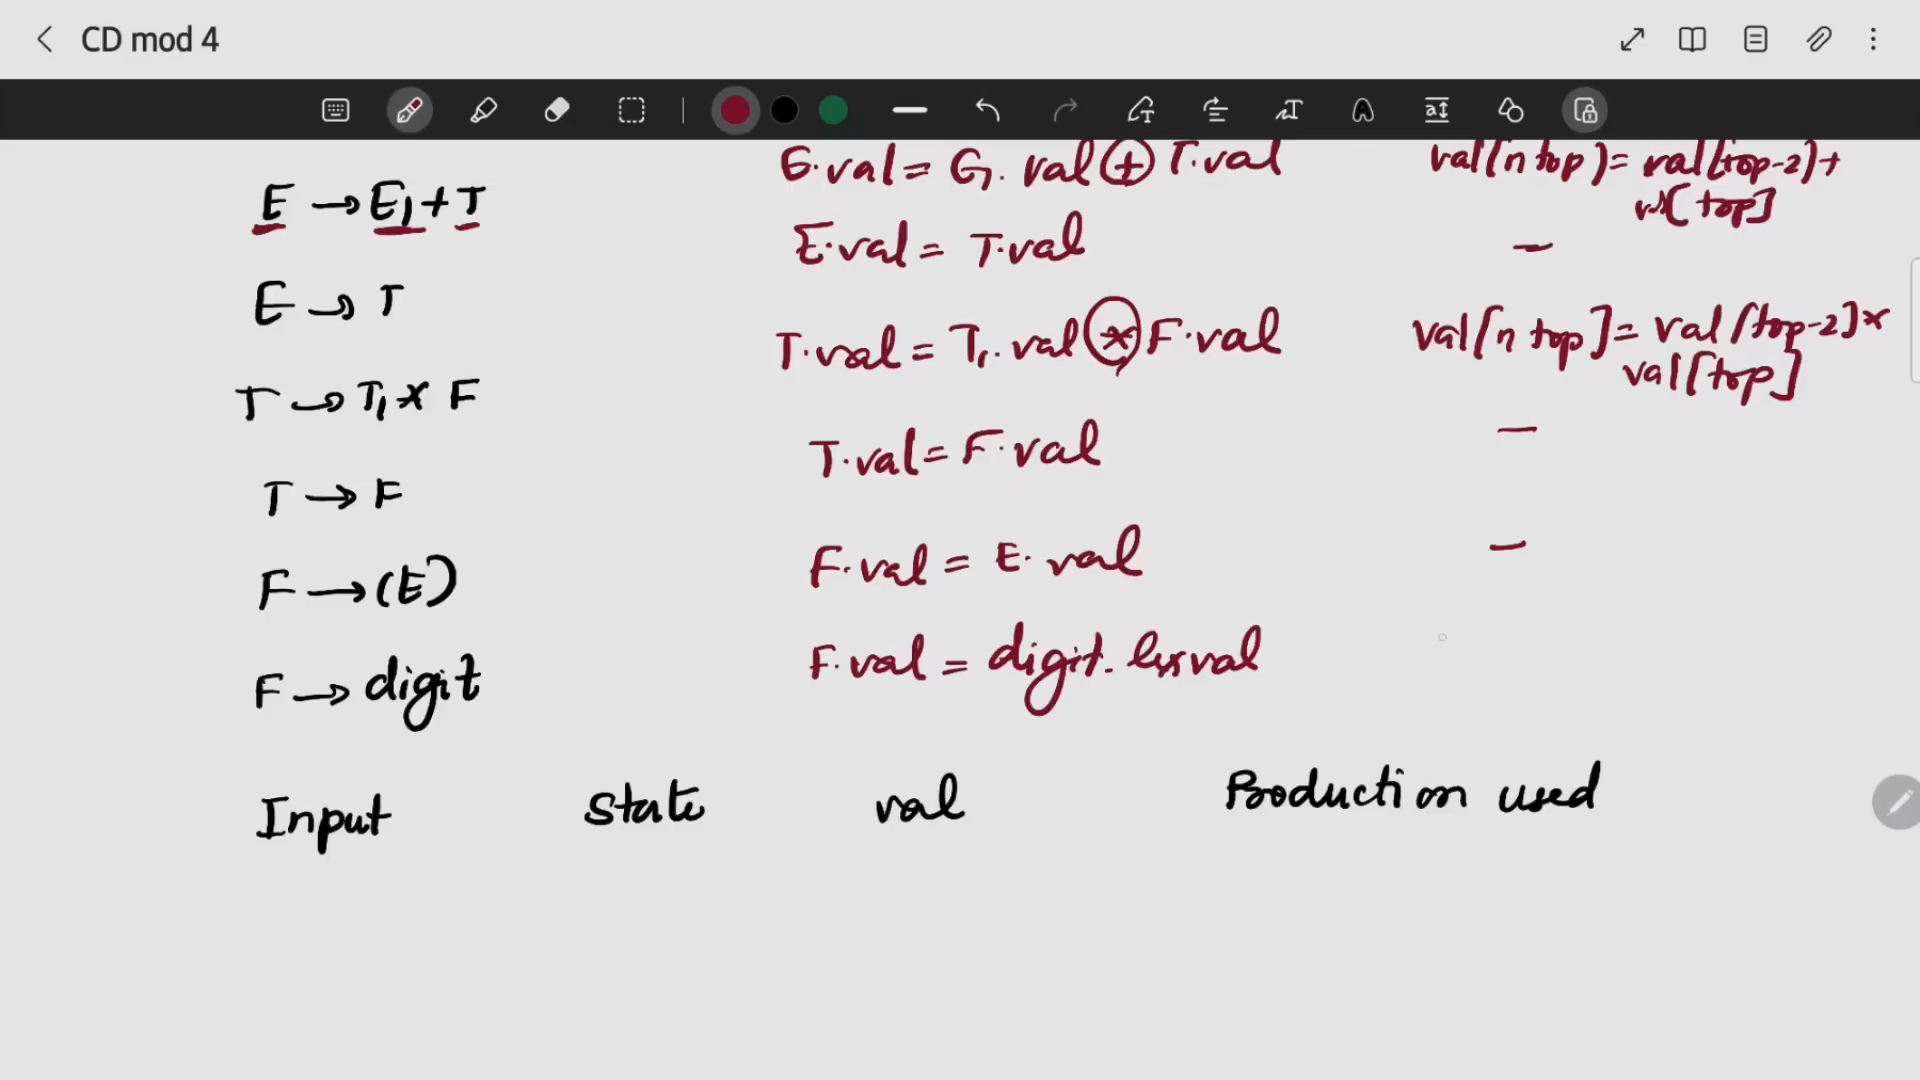 CD mod 4
E → E₁ + T
E.val = E₁.val + T.val
val[n top] = val[top-2] +
val[top]
E → T
E.val = T.val
–
T → T₁ * F
T.val = T₁.val * F.val
val[n top] = val[top-2] *
val[top]
T → F
T.val = F.val
–
F → (E)
F.val = E.val
–
F → digit
F.val = digit.lexval
Input State val Production used